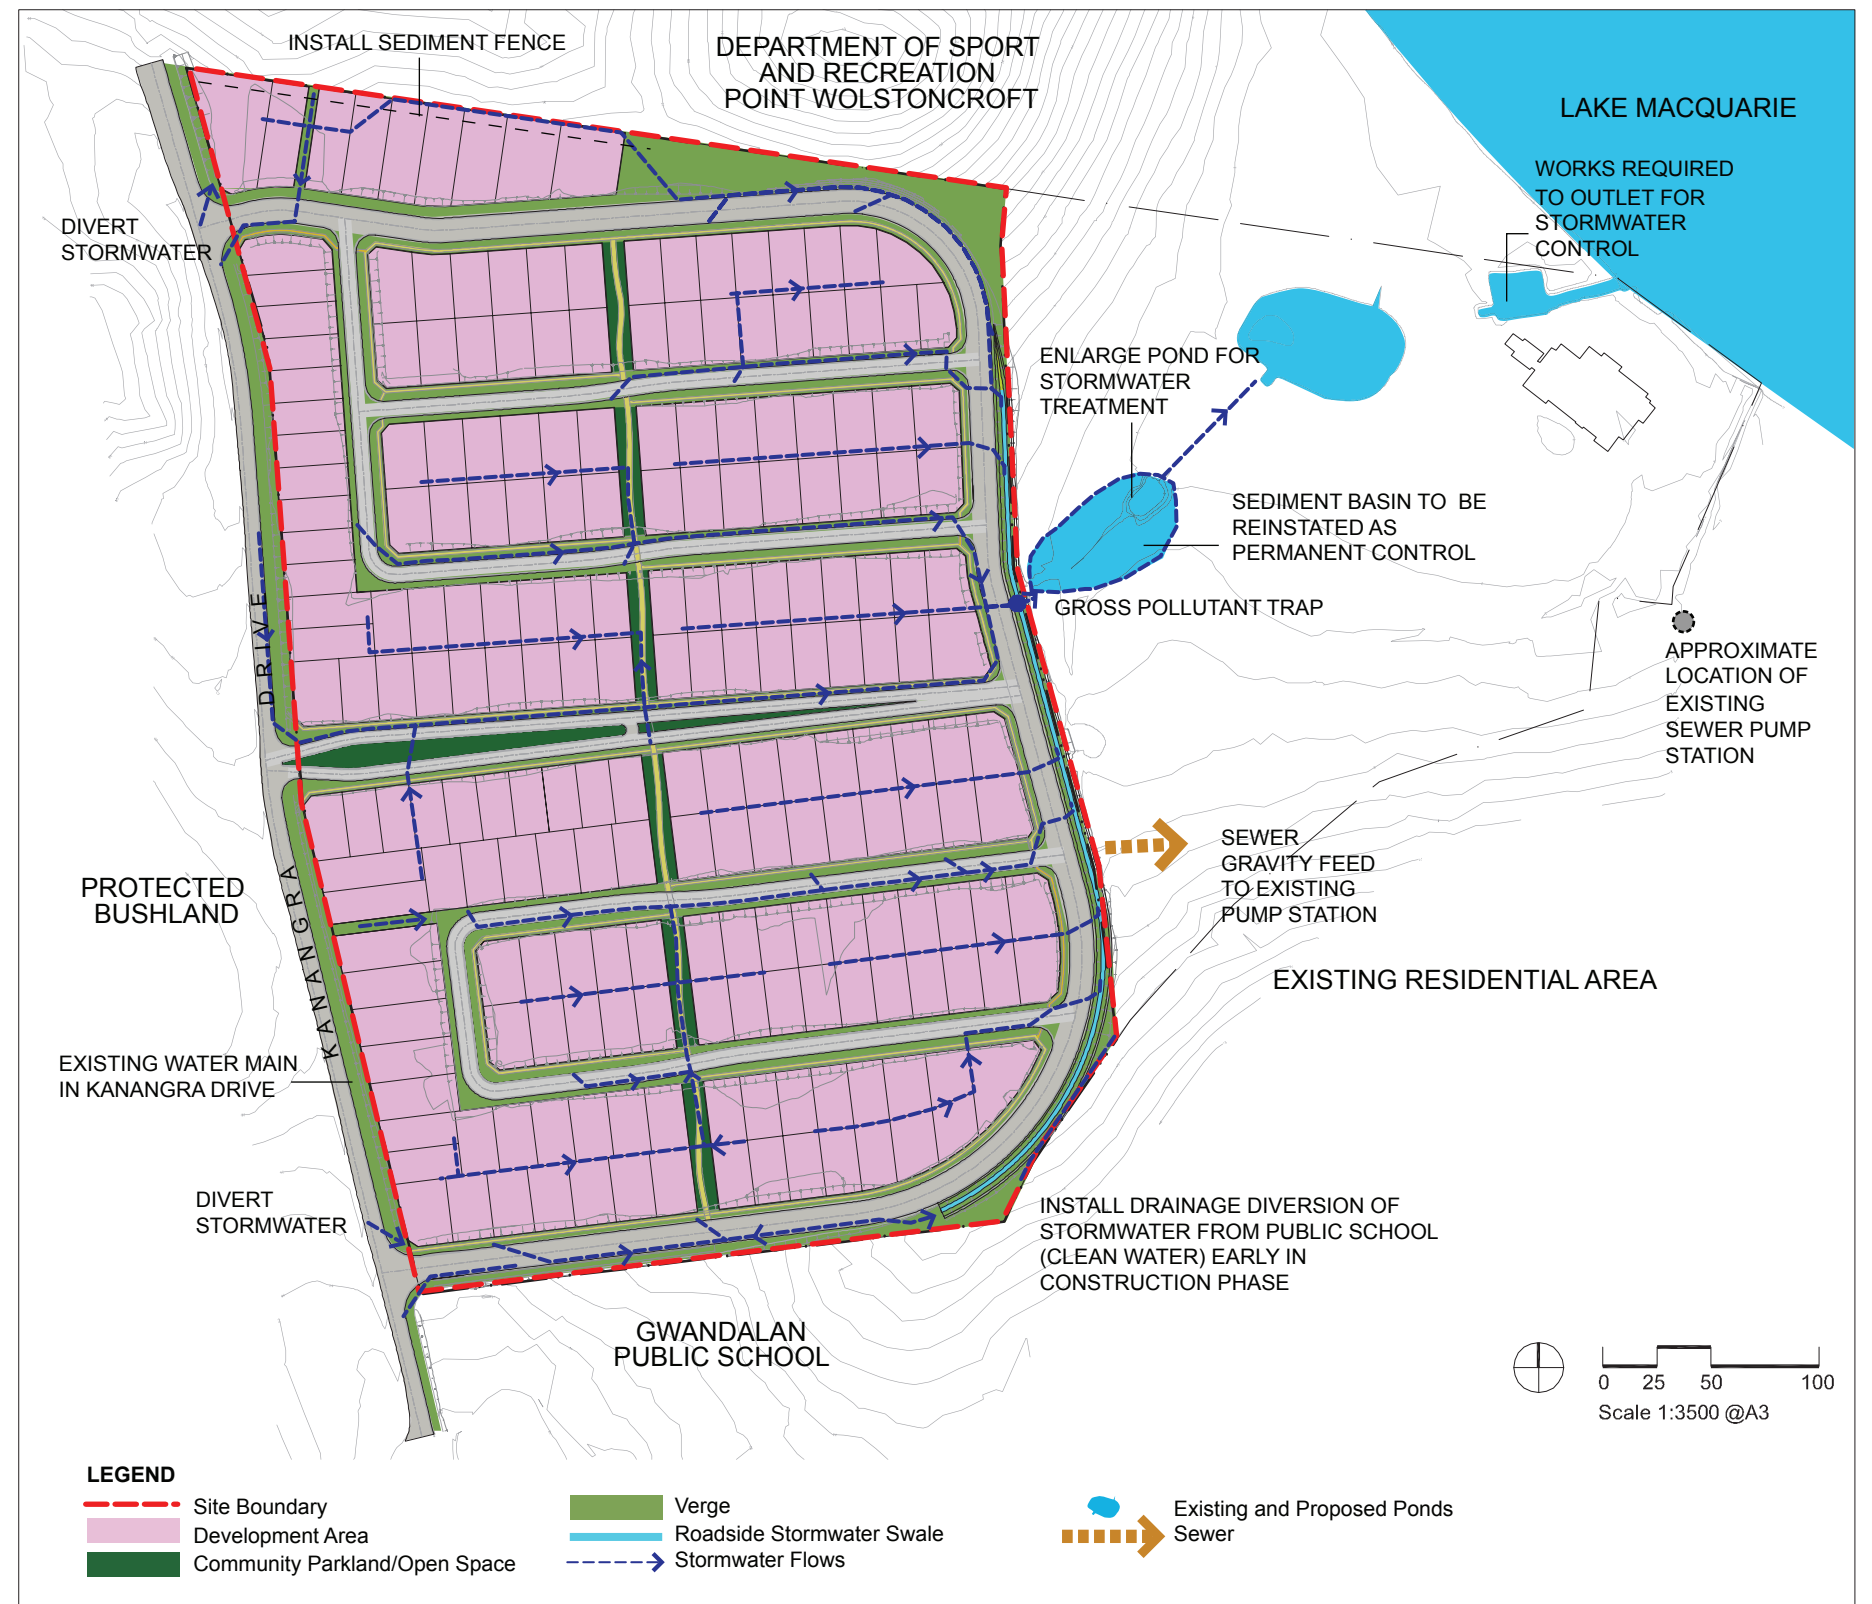 INSTALL SEDIMENT FENCE
DEPARTMENT OF SPORT
AND RECREATION
POINT WOLSTONCROFT
LAKE MACQUARIE
WORKS REQUIRED
TO OUTLET FOR
STORMWATER
CONTROL
DIVERT
STORMWATER
ENLARGE POND FOR
STORMWATER
TREATMENT
SEDIMENT BASIN TO BE
REINSTATED AS
PERMANENT CONTROL
GROSS POLLUTANT TRAP
APPROXIMATE
LOCATION OF
EXISTING
SEWER PUMP
STATION
KANANGRA DRIVE
SEWER
GRAVITY FEED
TO EXISTING
PUMP STATION
PROTECTED
BUSHLAND
EXISTING RESIDENTIAL AREA
EXISTING WATER MAIN
IN KANANGRA DRIVE
DIVERT
STORMWATER
INSTALL DRAINAGE DIVERSION OF
STORMWATER FROM PUBLIC SCHOOL
(CLEAN WATER) EARLY IN
CONSTRUCTION PHASE
GWANDALAN
PUBLIC SCHOOL
0 25 50 100
Scale 1:3500 @A3
LEGEND
Site Boundary
Development Area
Community Parkland/Open Space
Verge
Roadside Stormwater Swale
Stormwater Flows
Existing and Proposed Ponds
Sewer